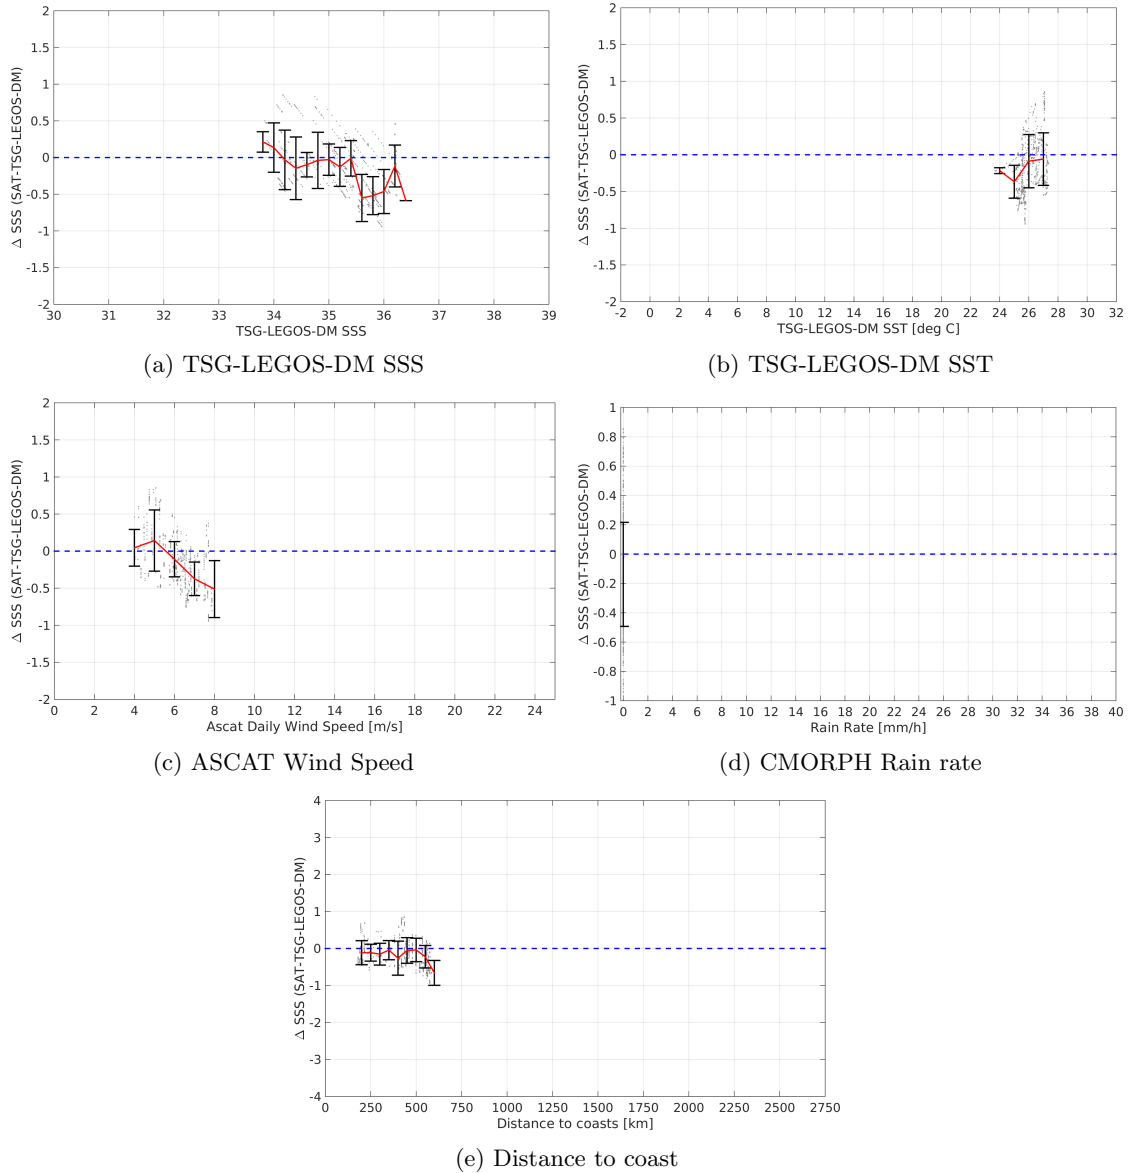 2
1.5
1
0.5
0
-0.5
-1
-1.5
-2
Δ SSS (SAT-TSG-LEGOS-DM)
30 31 32 33 34 35 36 37 38 39
TSG-LEGOS-DM SSS
(a) TSG-LEGOS-DM SSS
2
1.5
1
0.5
0
-0.5
-1
-1.5
-2
Δ SSS (SAT-TSG-LEGOS-DM)
-2 0 2 4 6 8 10 12 14 16 18 20 22 24 26 28 30 32
TSG-LEGOS-DM SST [deg C]
(b) TSG-LEGOS-DM SST
2
1.5
1
0.5
0
-0.5
-1
-1.5
-2
Δ SSS (SAT-TSG-LEGOS-DM)
0 2 4 6 8 10 12 14 16 18 20 22 24
Ascat Daily Wind Speed [m/s]
(c) ASCAT Wind Speed
1
0.8
0.6
0.4
0.2
0
-0.2
-0.4
-0.6
-0.8
-1
Δ SSS (SAT-TSG-LEGOS-DM)
0 2 4 6 8 10 12 14 16 18 20 22 24 26 28 30 32 34 36 38 40
Rain Rate [mm/h]
(d) CMORPH Rain rate
4
3
2
1
0
-1
-2
-3
-4
Δ SSS (SAT-TSG-LEGOS-DM)
0 250 500 750 1000 1250 1500 1750 2000 2250 2500 2750
Distance to coasts [km]
(e) Distance to coast